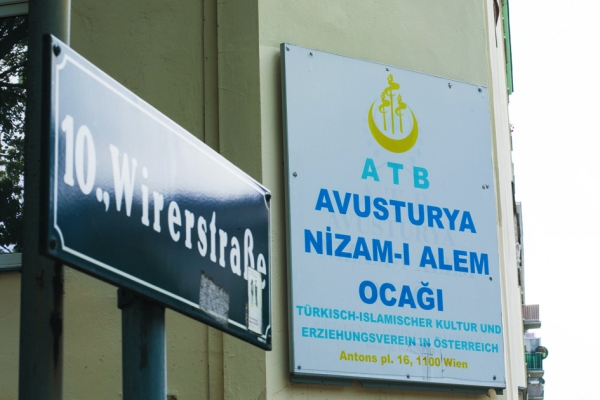 10., Wirerstraße
ATB
AVUSTURYA
NİZAM-I ALEM
OCAĞI
TÜRKISCH-ISLAMISCHER KULTUR UND
ERZIEHUNGSVEREIN IN ÖSTERREICH
Antons pl. 16, 1100 Wien